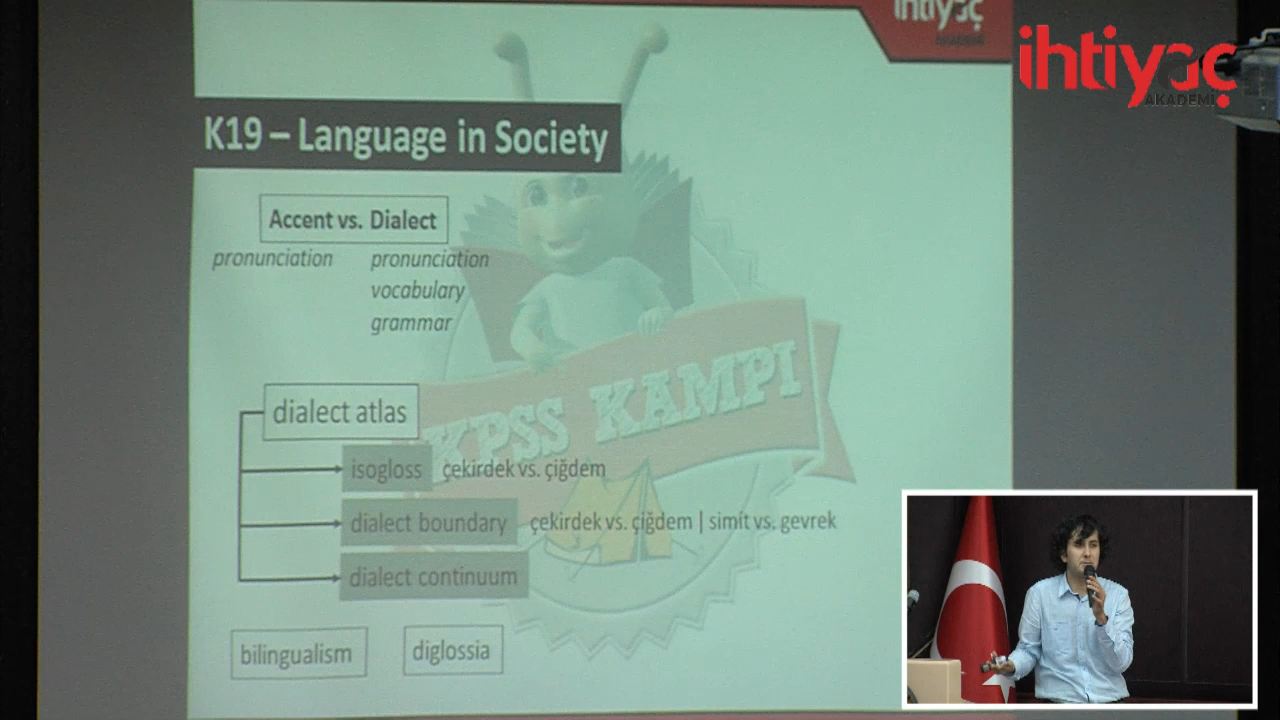 ihtiyaç
AKADEMİ
ihtiyaç
AKADEMİ
K19 – Language in Society
Accent vs. Dialect
pronunciation pronunciation
vocabulary
grammar
KPSS KAMPI
dialect atlas
isogloss çekirdek vs. çiğdem
dialect boundary çekirdek vs. çiğdem | simit vs. gevrek
dialect continuum
bilingualism diglossia